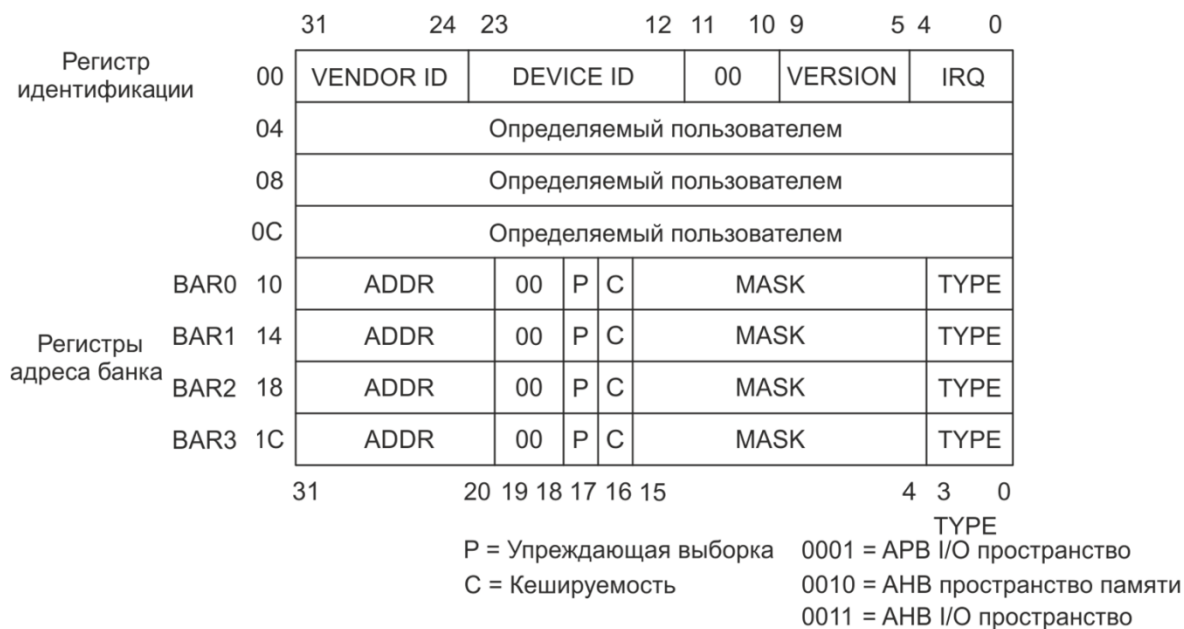 31 24 23 12 11 10 9 5 4 0
Регистр
идентификации
00 VENDOR ID DEVICE ID 00 VERSION IRQ
04 Определяемый пользователем
08 Определяемый пользователем
0C Определяемый пользователем
BAR0 10 ADDR 00 P C MASK TYPE
Регистры
адреса банка
BAR1 14 ADDR 00 P C MASK TYPE
BAR2 18 ADDR 00 P C MASK TYPE
BAR3 1C ADDR 00 P C MASK TYPE
31 20 19 18 17 16 15 4 3 0
TYPE
P = Упреждающая выборка 0001 = APB I/O пространство
C = Кешируемость 0010 = AHB пространство памяти
0011 = AHB I/O пространство